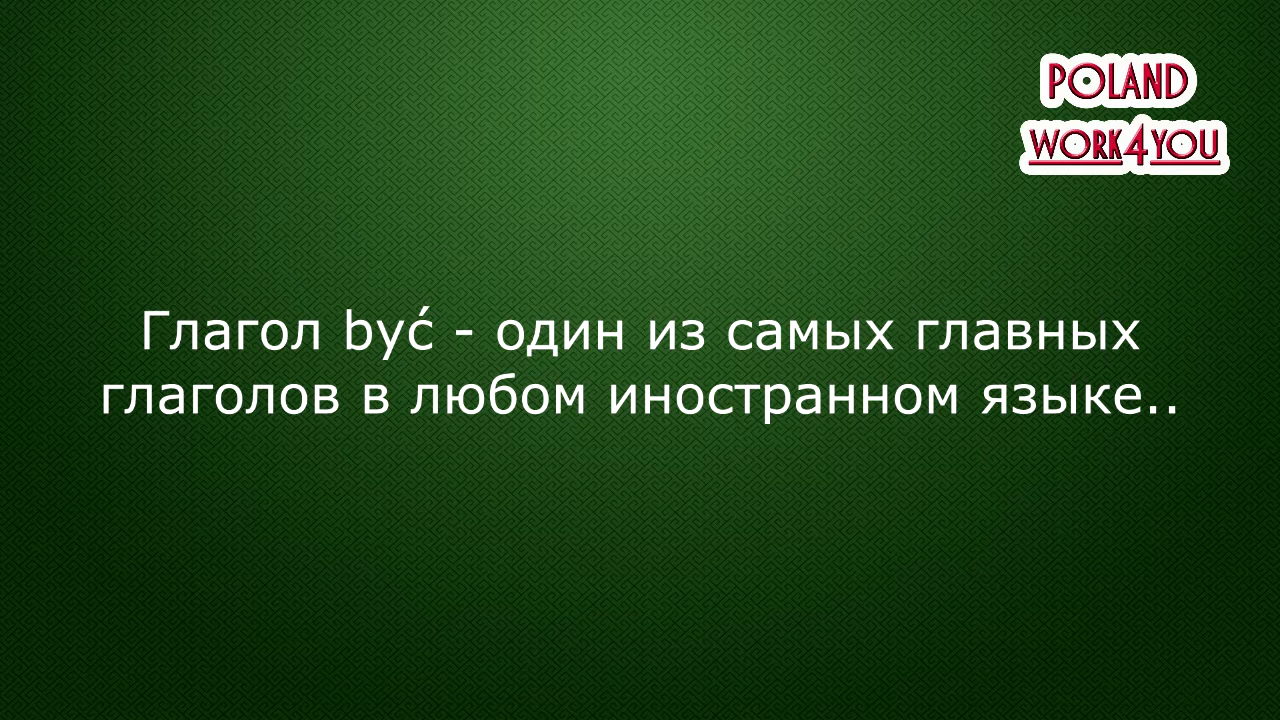 POLAND
WORK4YOU
Глагол być - один из самых главных
глаголов в любом иностранном языке..